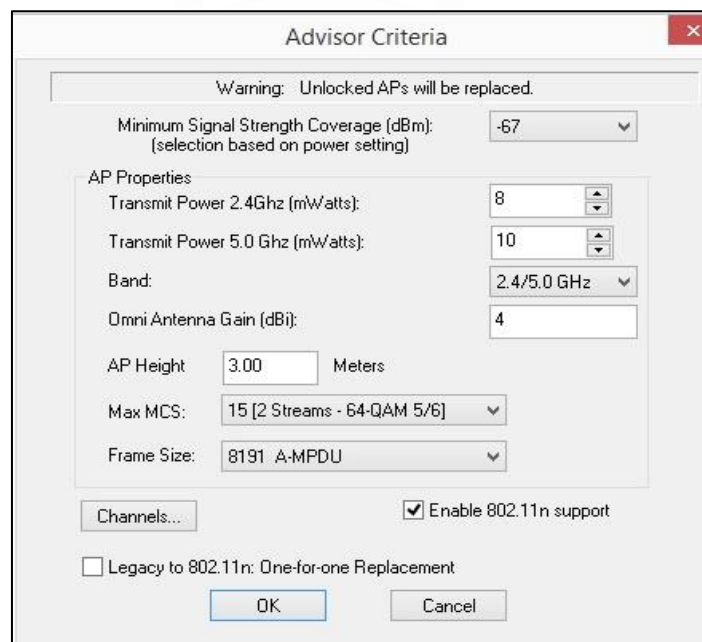 Advisor Criteria
Warning: Unlocked APs will be replaced.
Minimum Signal Strength Coverage (dBm): -67
(selection based on power setting)
AP Properties
Transmit Power 2.4Ghz (mWatts): 8
Transmit Power 5.0 Ghz (mWatts): 10
Band: 2.4/5.0 GHz
Omni Antenna Gain (dBi): 4
AP Height 3.00 Meters
Max MCS: 15 [2 Streams - 64-QAM 5/6]
Frame Size: 8191 A-MPDU
Channels... Enable 802.11n support
Legacy to 802.11n: One-for-one Replacement
OK Cancel